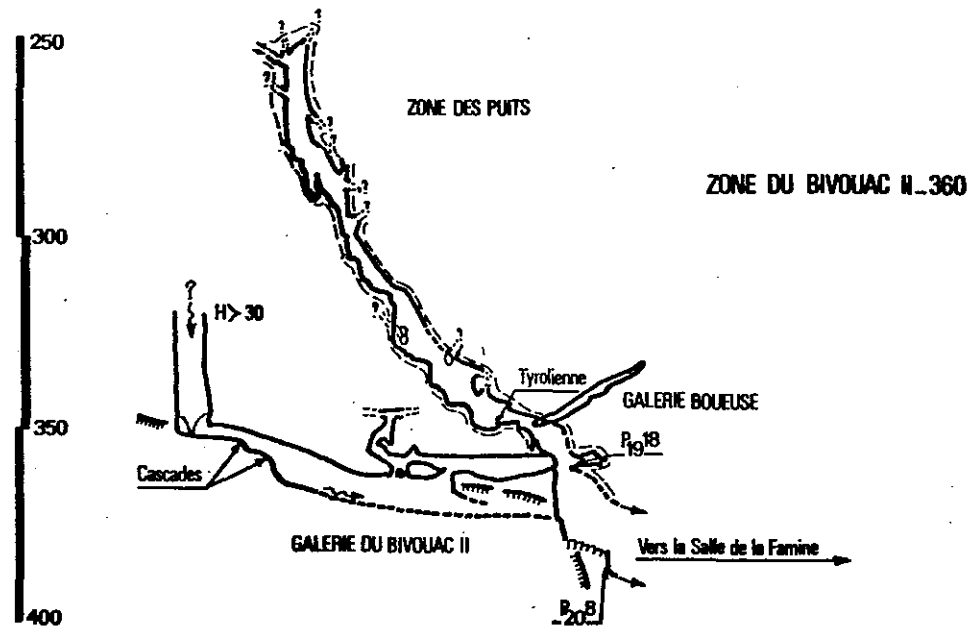 250
ZONE DES PUITS
ZONE DU BIVOUAC II_360
300
?
H>30
Tyrolienne
GALERIE BOUEUSE
350
P19 18
Cascades
GALERIE DU BIVOUAC II
Vers la Salle de la Famine
P20 8
400